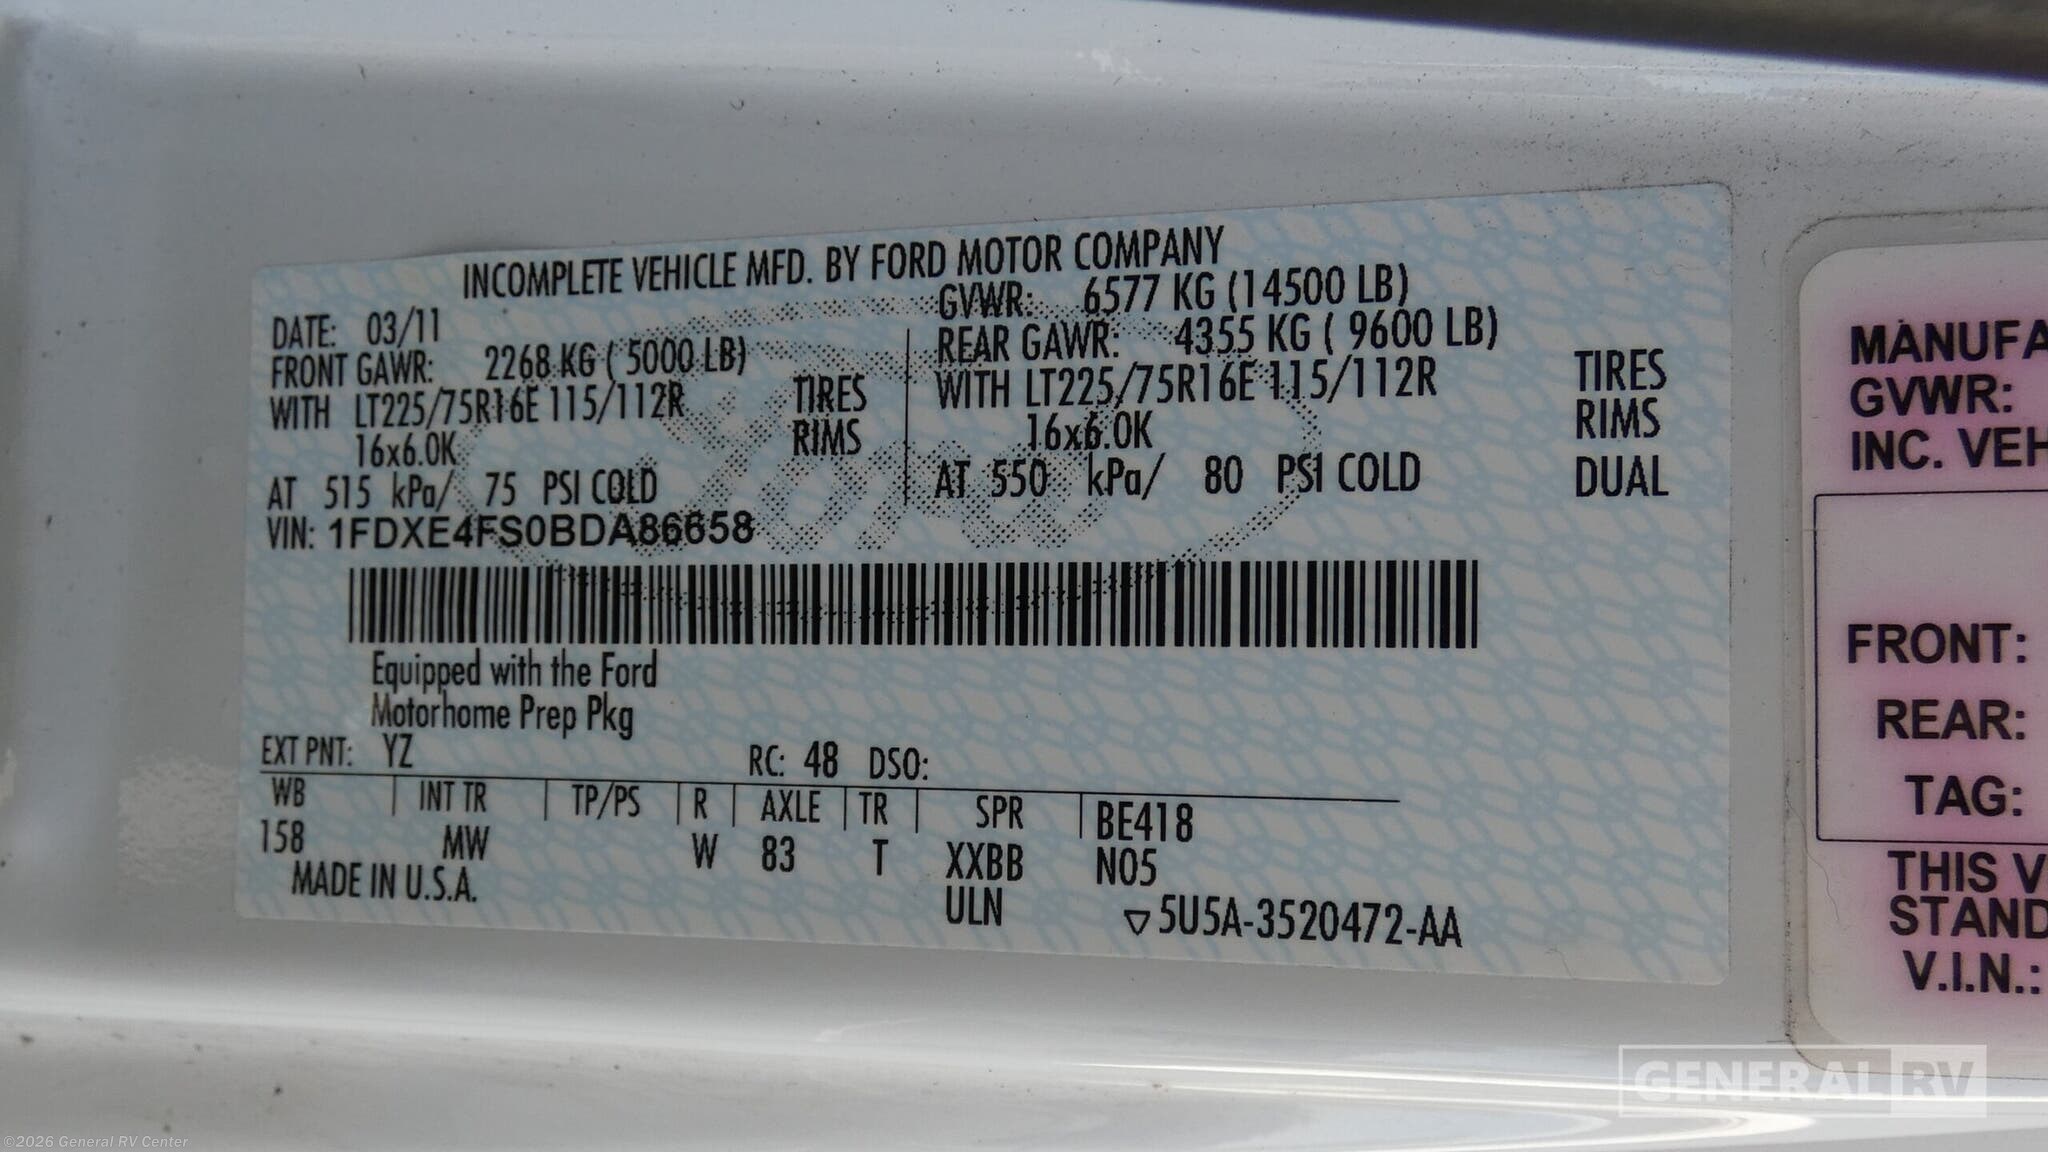 INCOMPLETE VEHICLE MFD. BY FORD MOTOR COMPANY
DATE: 03/11
GVWR: 6577 KG (14500 LB)
FRONT GAWR: 2268 KG ( 5000 LB)
REAR GAWR: 4355 KG ( 9600 LB)
WITH LT225/75R16E 115/112R TIRES
WITH LT225/75R16E 115/112R TIRES
16x6.0K RIMS
16x6.0K RIMS
AT 515 kPa/ 75 PSI COLD
AT 550 kPa/ 80 PSI COLD DUAL
VIN: 1FDXE4FS0BDA86658
Equipped with the Ford
Motorhome Prep Pkg
EXT PNT: YZ RC: 48 DSO:
WB INT TR TP/PS R AXLE TR SPR BE418
158 MW W 83 T XXBB N05
MADE IN U.S.A. ULN ▽5U5A-3520472-AA
Ford
MANUFA
GVWR:
INC. VEH
FRONT:
REAR:
TAG:
THIS V
STAND
V.I.N.:
GENERAL RV
©2026 General RV Center